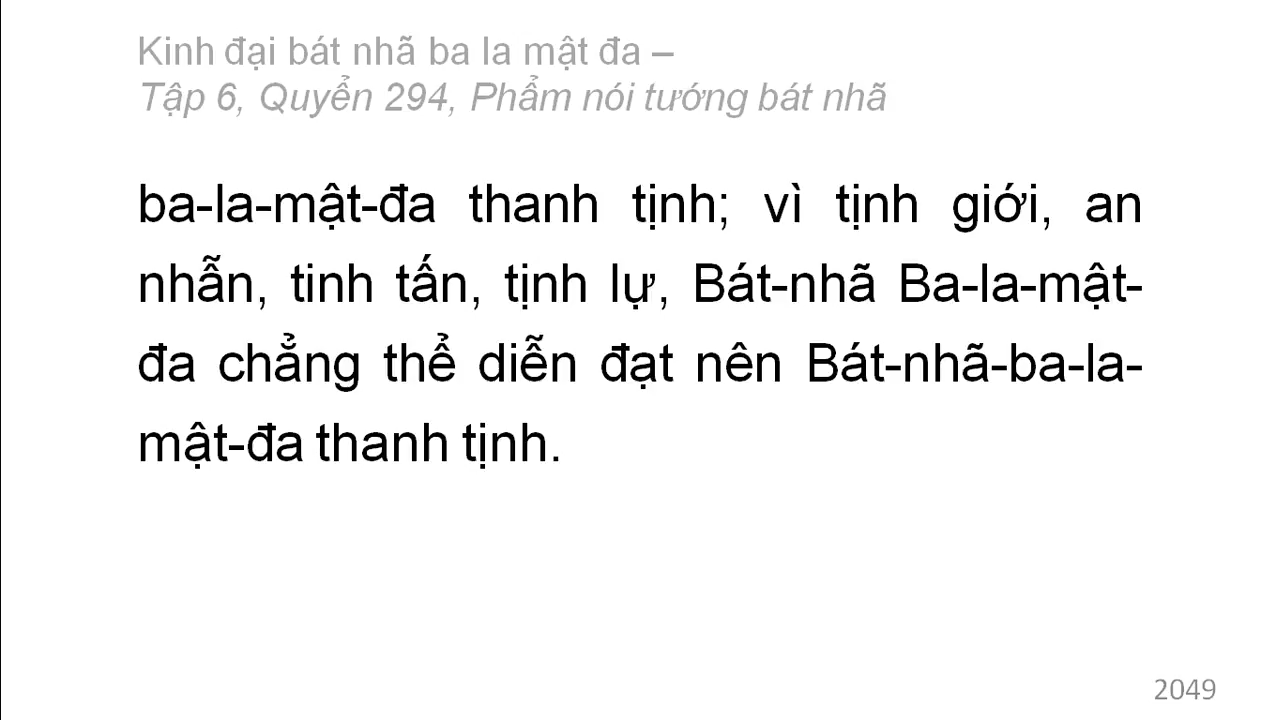 Kinh đại bát nhã ba la mật đa –
Tập 6, Quyển 294, Phẩm nói tướng bát nhã
ba-la-mật-đa thanh tịnh; vì tịnh giới, an
nhẫn, tinh tấn, tịnh lự, Bát-nhã Ba-la-mật-
đa chẳng thể diễn đạt nên Bát-nhã-ba-la-
mật-đa thanh tịnh.
2049